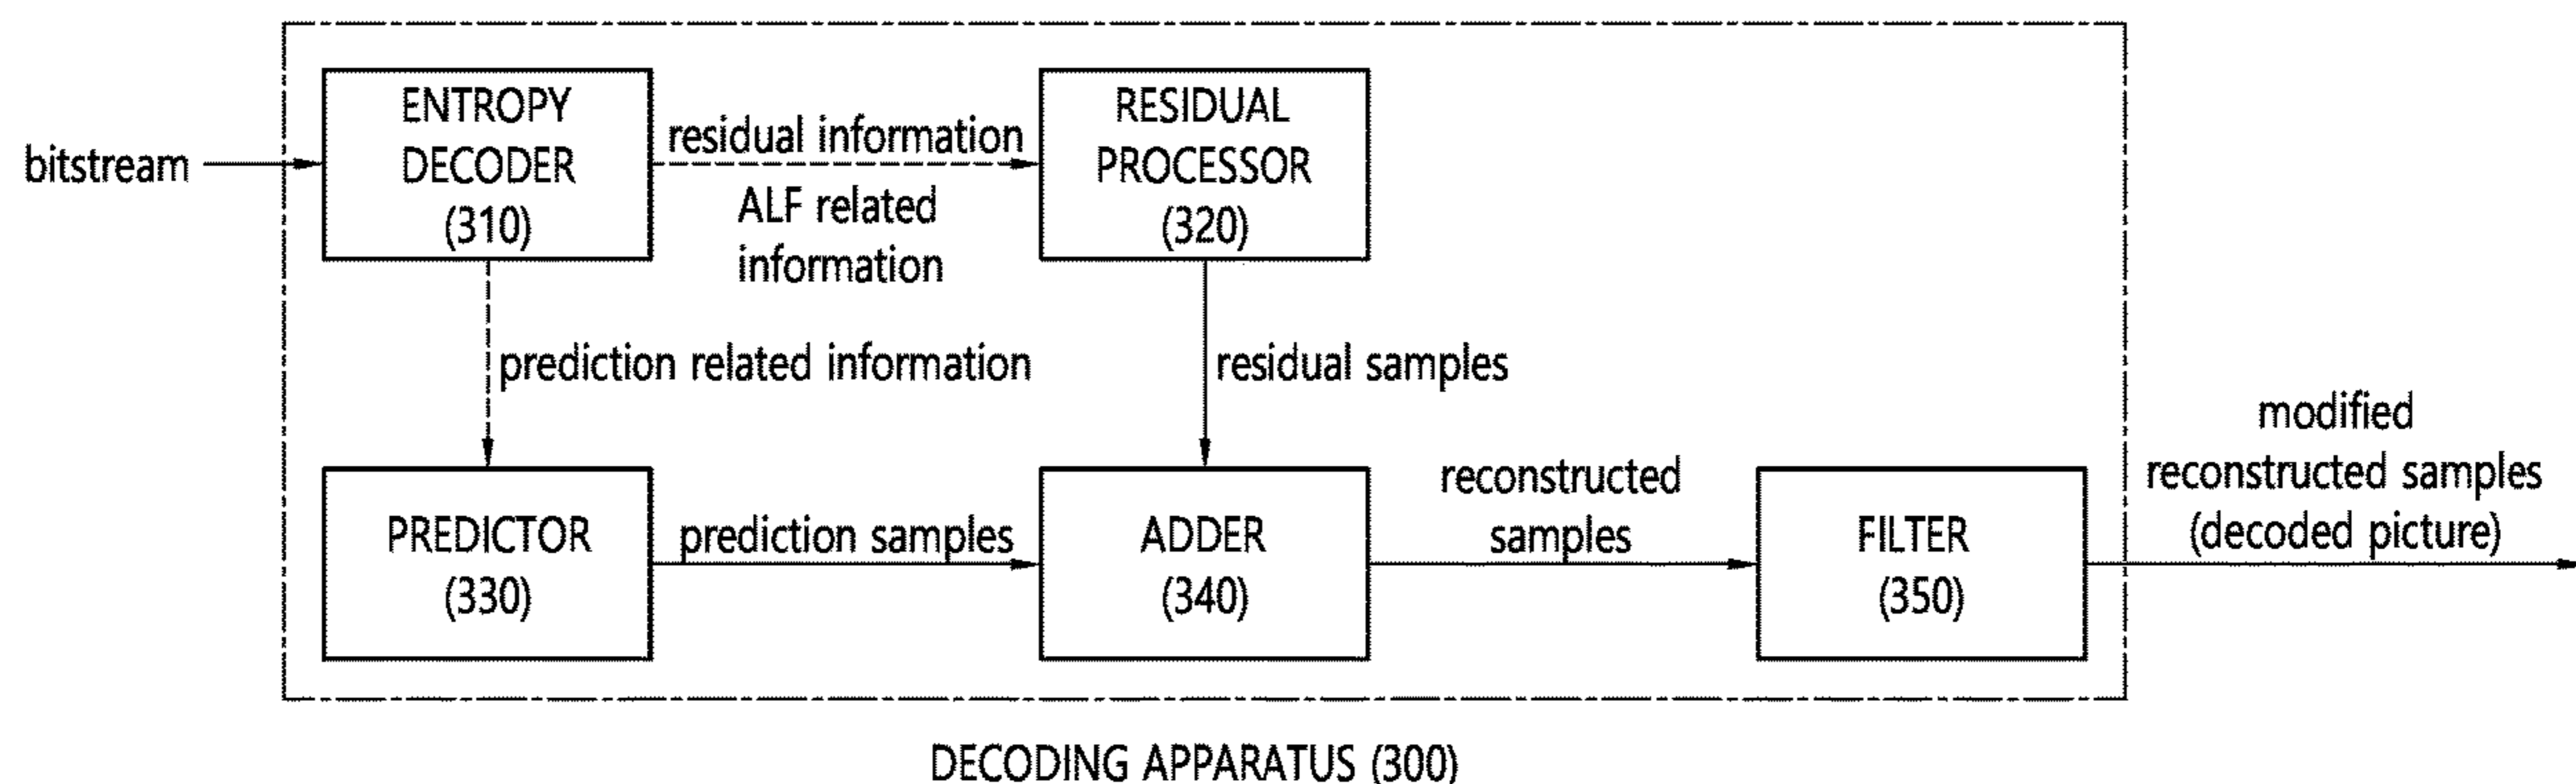 bitstream
ENTROPY
DECODER
(310)
residual information
ALF related
information
RESIDUAL
PROCESSOR
(320)
prediction related information
residual samples
PREDICTOR
(330)
prediction samples
ADDER
(340)
reconstructed
samples
FILTER
(350)
modified
reconstructed samples
(decoded picture)
DECODING APPARATUS (300)